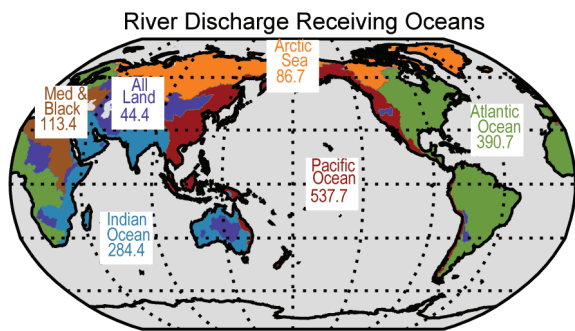 River Discharge Receiving Oceans
Arctic
Sea
86.7
Med &
Black
113.4
All
Land
44.4
Atlantic
Ocean
390.7
Pacific
Ocean
537.7
Indian
Ocean
284.4